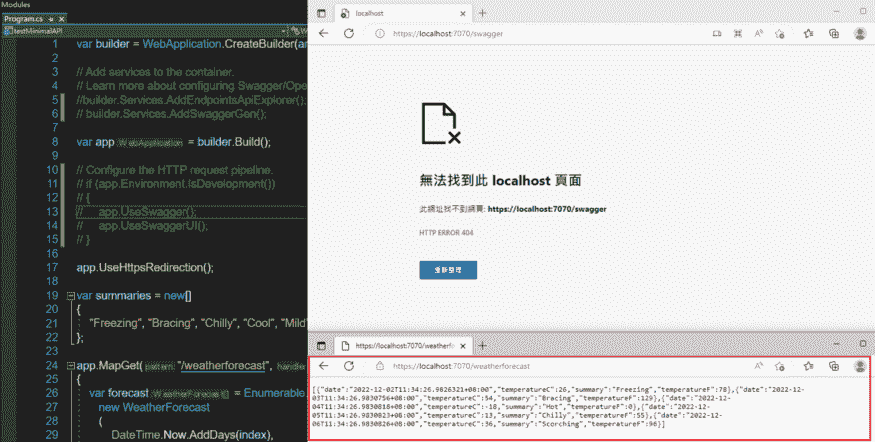 Modules
Program.cs
testMinimalAPI
1 var builder = WebApplication.CreateBuilder(
2
3 // Add services to the container.
4 // Learn more about configuring Swagger/Ope
5 //builder.Services.AddEndpointsApiExplorer();
6 // builder.Services.AddSwaggerGen();
7
8 var app WebApplication = builder.Build();
9
10 // Configure the HTTP request pipeline.
11 // if (app.Environment.IsDevelopment())
12 // {
13 // app.UseSwagger();
14 // app.UseSwaggerUI();
15 // }
16
17 app.UseHttpsRedirection();
18
19 var summaries = new[]
20 {
21 "Freezing", "Bracing", "Chilly", "Cool", "Mild"
22 };
23
24 app.MapGet( pattern: "/weatherforecast", handler
25 {
26 var forecast WeatherForecast[] = Enumerable.
27 new WeatherForecast
28 (
29 DateTime.Now.AddDays(index),
localhost
https://localhost:7070/swagger
無法找到此 localhost 頁面
此網址找不到網頁: https://localhost:7070/swagger
HTTP ERROR 404
重新整理
https://localhost:7070/weatherf
https://localhost:7070/weatherforecast
[{"date":"2022-12-02T11:34:26.9826321+08:00","temperatureC":26,"summary":"Freezing","temperatureF":78},{"date":"2022-12-
03T11:34:26.9830756+08:00","temperatureC":54,"summary":"Bracing","temperatureF":129},{"date":"2022-12-
04T11:34:26.9830818+08:00","temperatureC":-18,"summary":"Hot","temperatureF":0},{"date":"2022-12-
05T11:34:26.9830823+08:00","temperatureC":13,"summary":"Chilly","temperatureF":55},{"date":"2022-12-
06T11:34:26.9830826+08:00","temperatureC":36,"summary":"Scorching","temperatureF":96}]